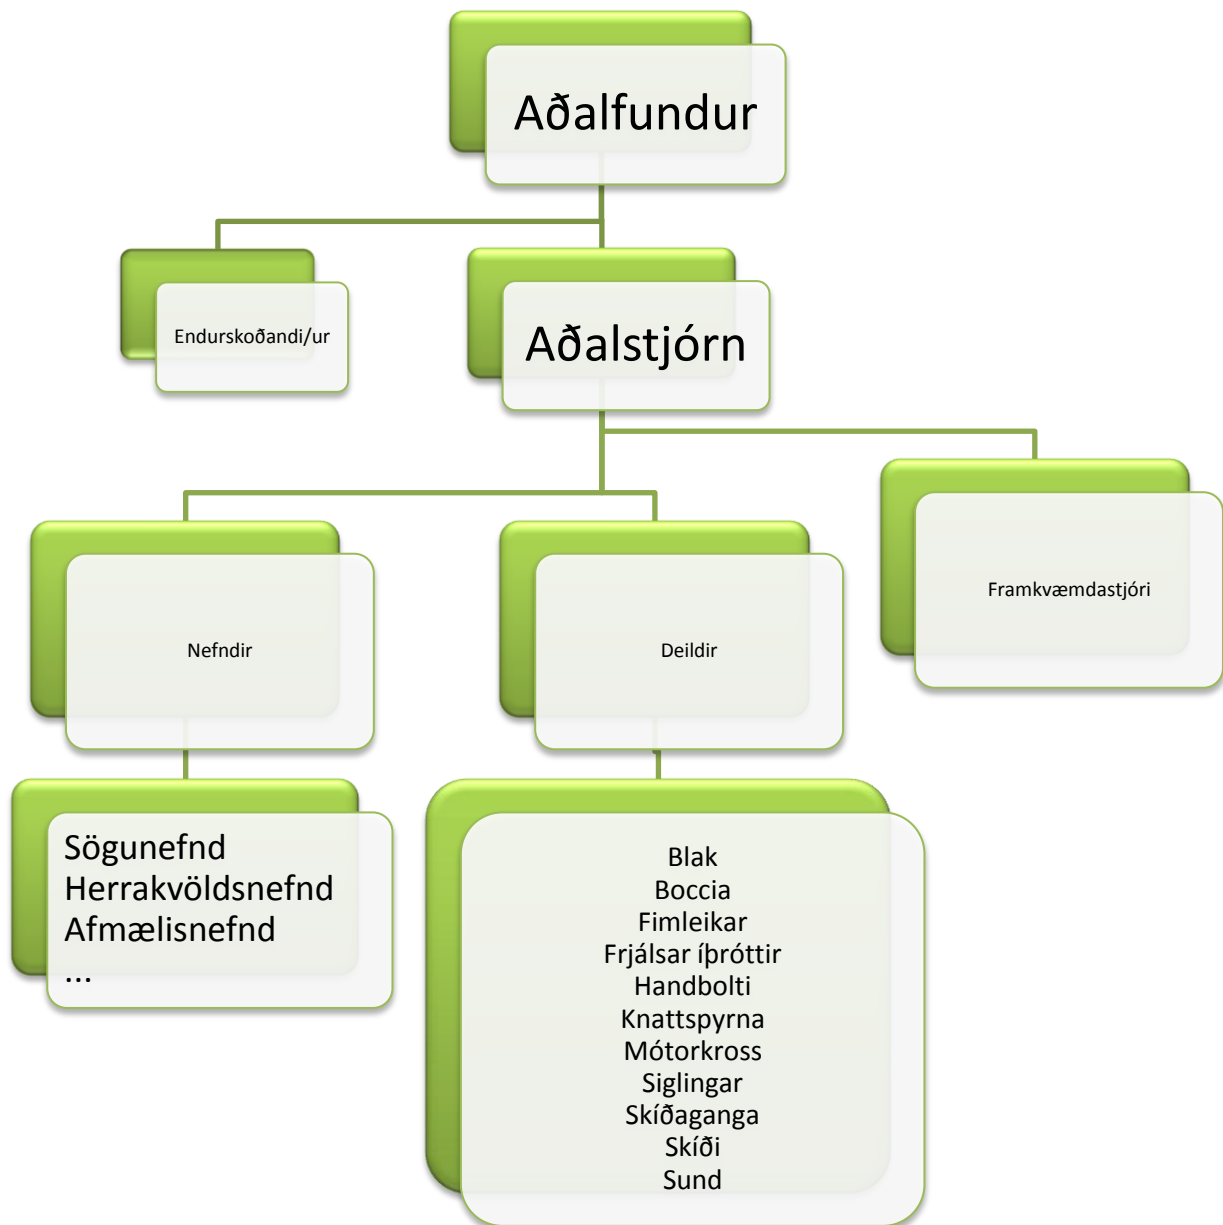 Aðalfundur
Endurskoðandi/ur
Aðalstjórn
Framkvæmdastjóri
Nefndir
Deildir
Sögunefnd
Herrakvöldsnefnd
Afmælisnefnd
...
Blak
Boccia
Fimleikar
Frjálsar íþróttir
Handbolti
Knattspyrna
Mótorkross
Siglingar
Skíðaganga
Skíði
Sund